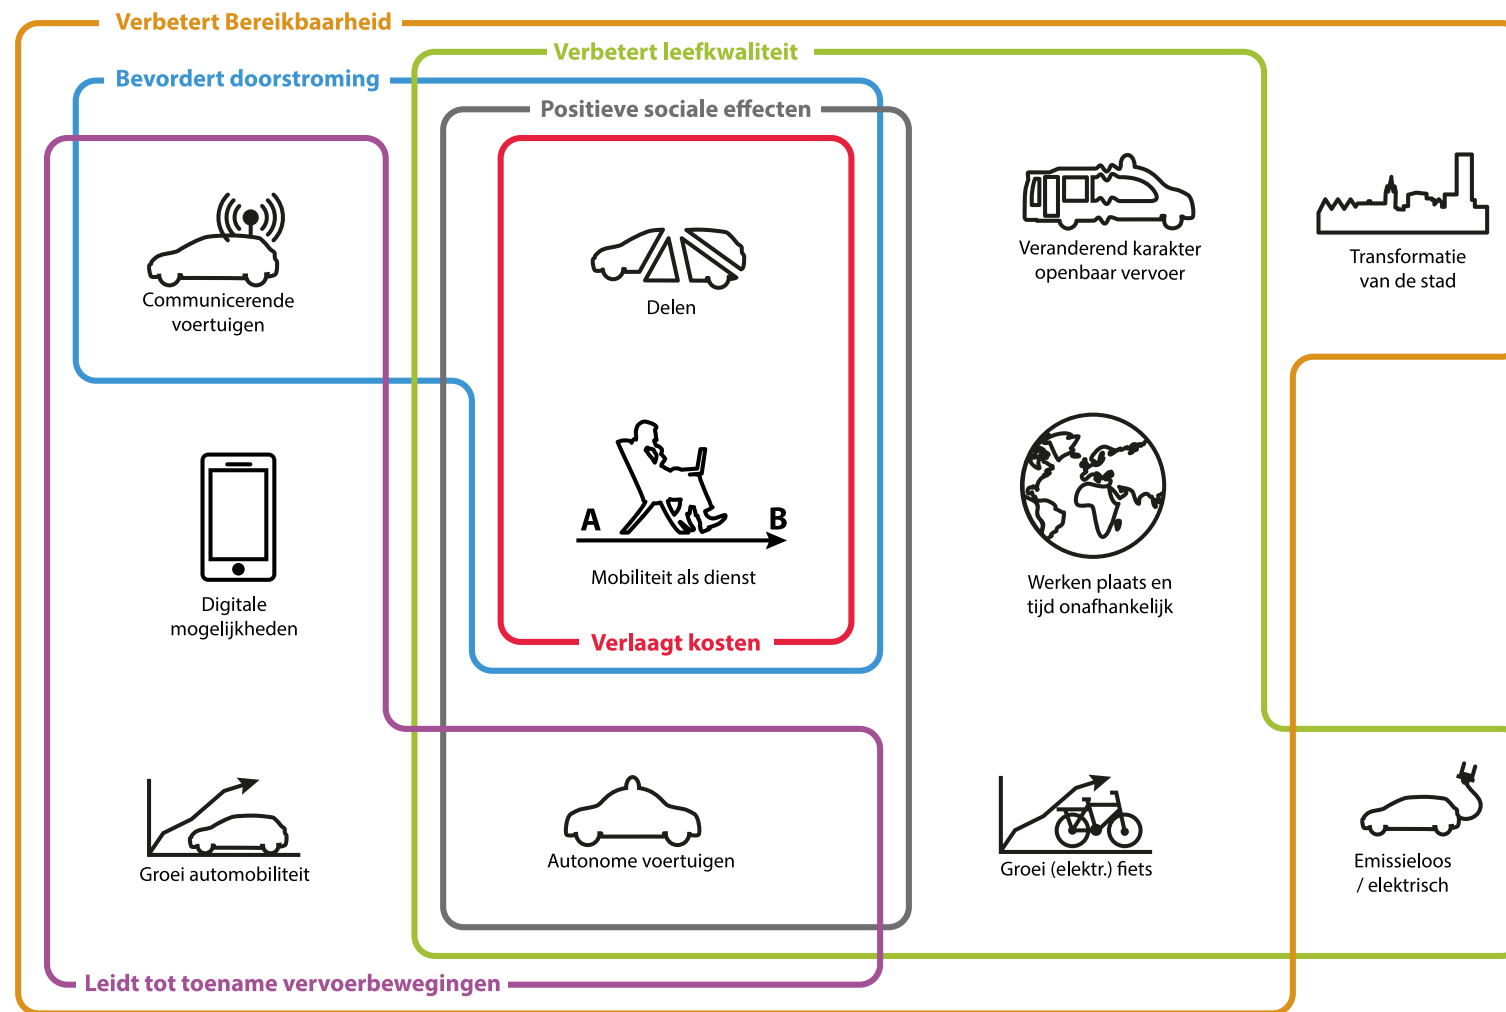 Verbetert Bereikbaarheid
Verbetert leefkwaliteit
Bevordert doorstroming
Positieve sociale effecten
Communicerende
voertuigen
Delen
Veranderend karakter
openbaar vervoer
Transformatie
van de stad
A
B
Digitale
mogelijkheden
Mobiliteit als dienst
Werken plaats en
tijd onafhankelijk
Verlaagt kosten
Groei automobiliteit
Autonome voertuigen
Groei (elektr.) fiets
Emissieloos
/ elektrisch
Leidt tot toename vervoerbewegingen